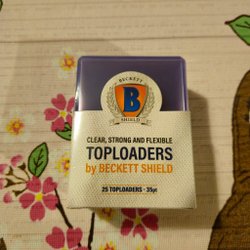 BECKETT
B
SHIELD
CLEAR, STRONG AND FLEXIBLE
TOPLOADERS
by BECKETT SHIELD
25 TOPLOADERS - 35pt